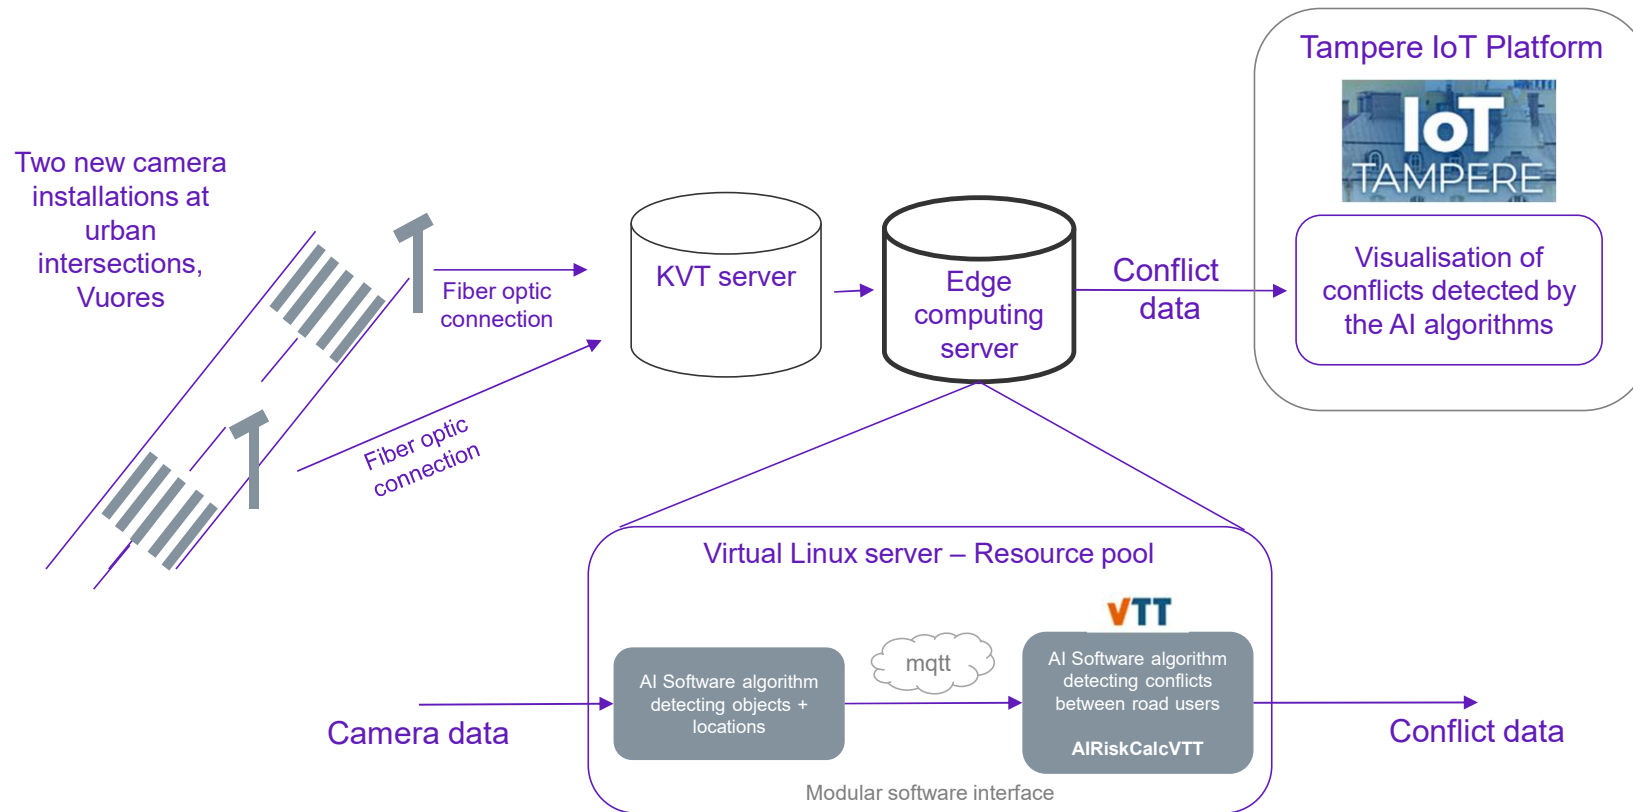 Tampere IoT Platform
IoT
TAMPERE
Two new camera
installations at
urban
intersections,
Vuores
Fiber optic
connection
KVT server
Edge
computing
server
Conflict
data
Visualisation of
conflicts detected by
the AI algorithms
Fiber optic
connection
Virtual Linux server – Resource pool
VTT
AI Software algorithm
detecting objects +
locations
mqtt
AI Software algorithm
detecting conflicts
between road users
AIRiskCalcVTT
Camera data
Conflict data
Modular software interface